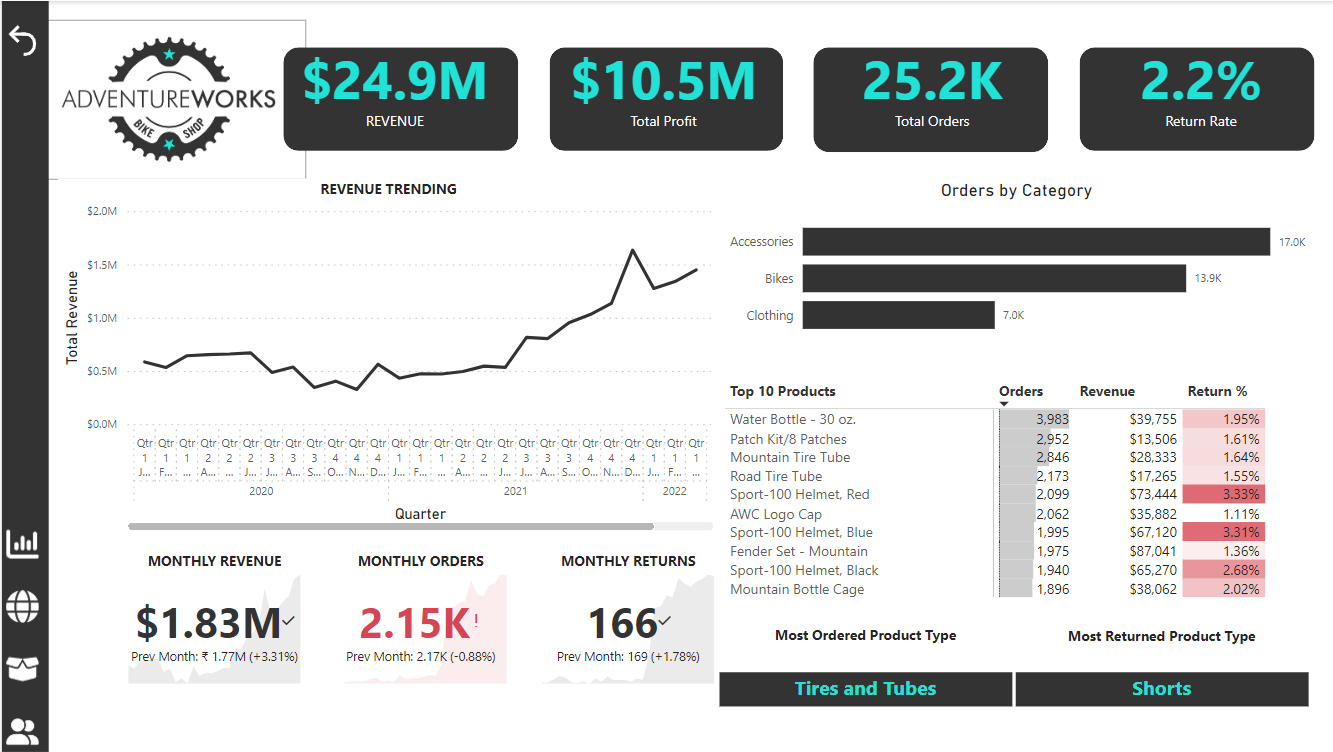 ADVENTUREWORKS
BIKE SHOP
$24.9M
REVENUE
$10.5M
Total Profit
25.2K
Total Orders
2.2%
Return Rate
REVENUE TRENDING
Total Revenue
$2.0M
$1.5M
$1.0M
$0.5M
$0.0M
Qtr Qtr Qtr Qtr Qtr Qtr Qtr Qtr Qtr Qtr Qtr Qtr Qtr Qtr Qtr Qtr Qtr Qtr Qtr Qtr Qtr Qtr Qtr Qtr Qtr Qtr Qtr
1 1 1 2 2 2 3 3 3 4 4 4 1 1 1 2 2 2 3 3 3 4 4 4 1 1 1
J... F... ... A... ... J... J... A... S... O... N... D... J... F... ... A... ... J... J... A... S... O... N... D... J... F... ...
2020 2021 2022
Quarter
Orders by Category
Accessories 17.0K
Bikes 13.9K
Clothing 7.0K
Top 10 Products Orders Revenue Return %
Water Bottle - 30 oz. 3,983 $39,755 1.95%
Patch Kit/8 Patches 2,952 $13,506 1.61%
Mountain Tire Tube 2,846 $28,333 1.64%
Road Tire Tube 2,173 $17,265 1.55%
Sport-100 Helmet, Red 2,099 $73,444 3.33%
AWC Logo Cap 2,062 $35,882 1.11%
Sport-100 Helmet, Blue 1,995 $67,120 3.31%
Fender Set - Mountain 1,975 $87,041 1.36%
Sport-100 Helmet, Black 1,940 $65,270 2.68%
Mountain Bottle Cage 1,896 $38,062 2.02%
MONTHLY REVENUE
$1.83M✓
Prev Month: ₹ 1.77M (+3.31%)
MONTHLY ORDERS
2.15K!
Prev Month: 2.17K (-0.88%)
MONTHLY RETURNS
166✓
Prev Month: 169 (+1.78%)
Most Ordered Product Type
Tires and Tubes
Most Returned Product Type
Shorts